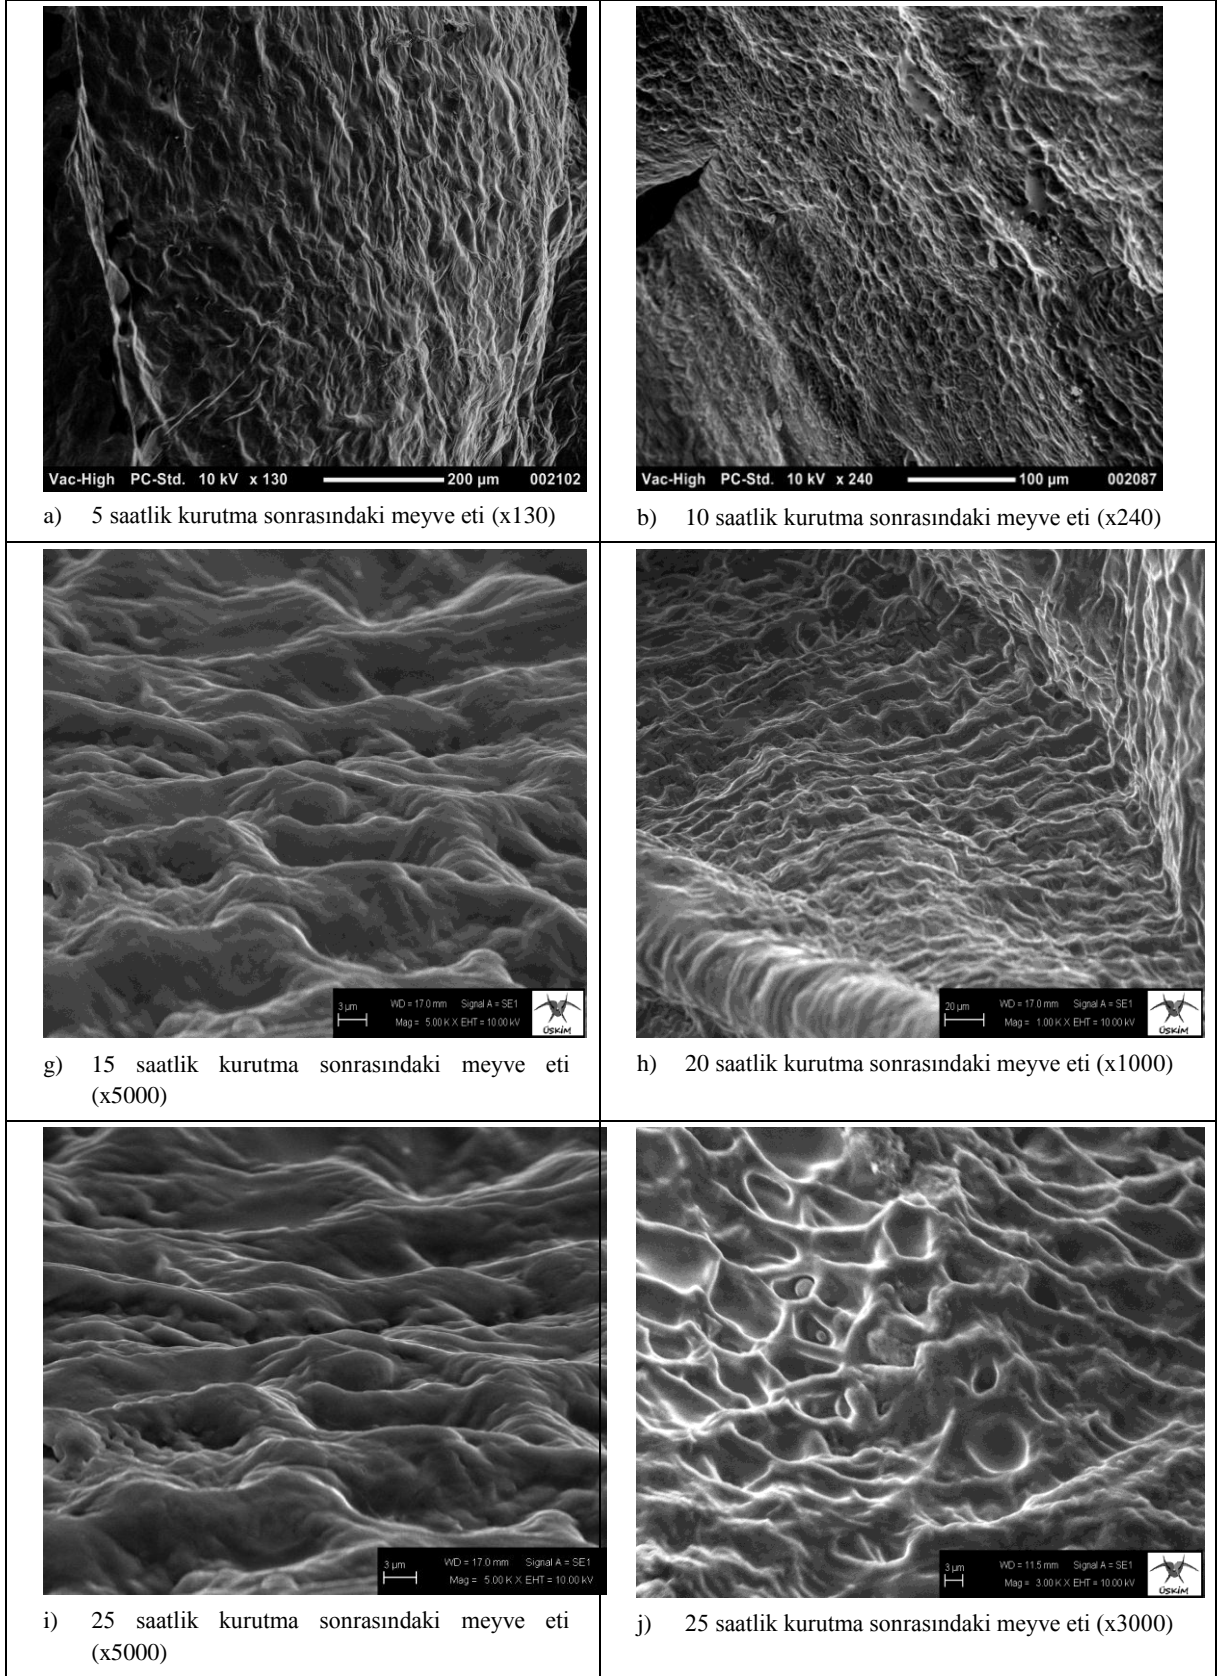 Vac-High PC-Std. 10 kV x 130 200 µm 002102
a) 5 saatlik kurutma sonrasındaki meyve eti (x130)
Vac-High PC-Std. 10 kV x 240 100 µm 002087
b) 10 saatlik kurutma sonrasındaki meyve eti (x240)
3 µm WD = 17.0 mm Signal A = SE1
Mag = 5.00 K X EHT = 10.00 kV
ÜSKİM
g) 15 saatlik kurutma sonrasındaki meyve eti
(x5000)
20 µm WD = 17.0 mm Signal A = SE1
Mag = 1.00 K X EHT = 10.00 kV
ÜSKİM
h) 20 saatlik kurutma sonrasındaki meyve eti (x1000)
3 µm WD = 17.0 mm Signal A = SE1
Mag = 5.00 K X EHT = 10.00 kV
i) 25 saatlik kurutma sonrasındaki meyve eti
(x5000)
3 µm WD = 11.5 mm Signal A = SE1
Mag = 3.00 K X EHT = 10.00 kV
ÜSKİM
j) 25 saatlik kurutma sonrasındaki meyve eti (x3000)